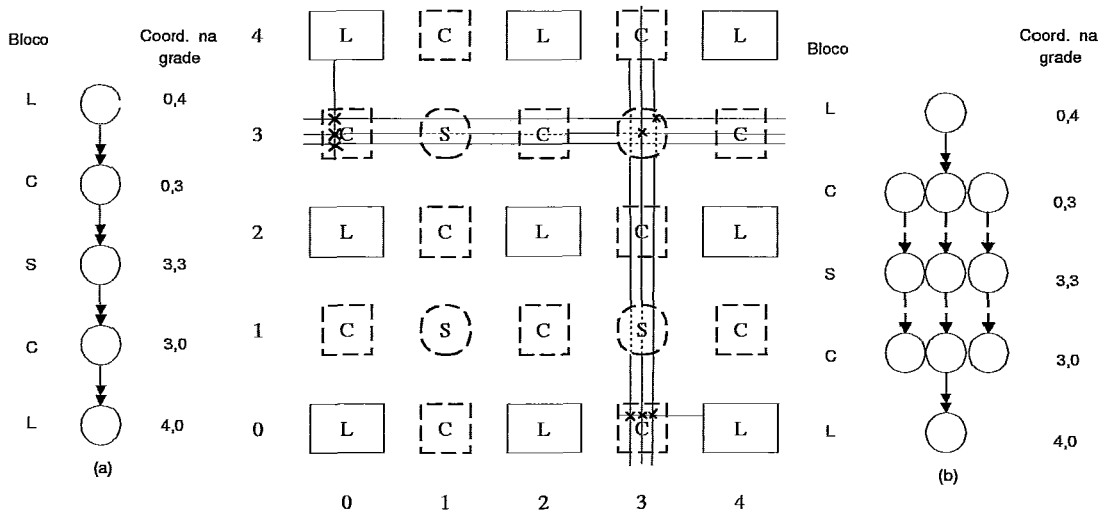 Bloco Coord. na grade
L 0,4
C 0,3
S 3,3
C 3,0
L 4,0
(a)
4 L C L C L
3 C S C C
2 L C L C L
1 C S C S C
0 L C L C L
0 1 2 3 4
Bloco Coord. na grade
L 0,4
C 0,3
S 3,3
C 3,0
L 4,0
(b)